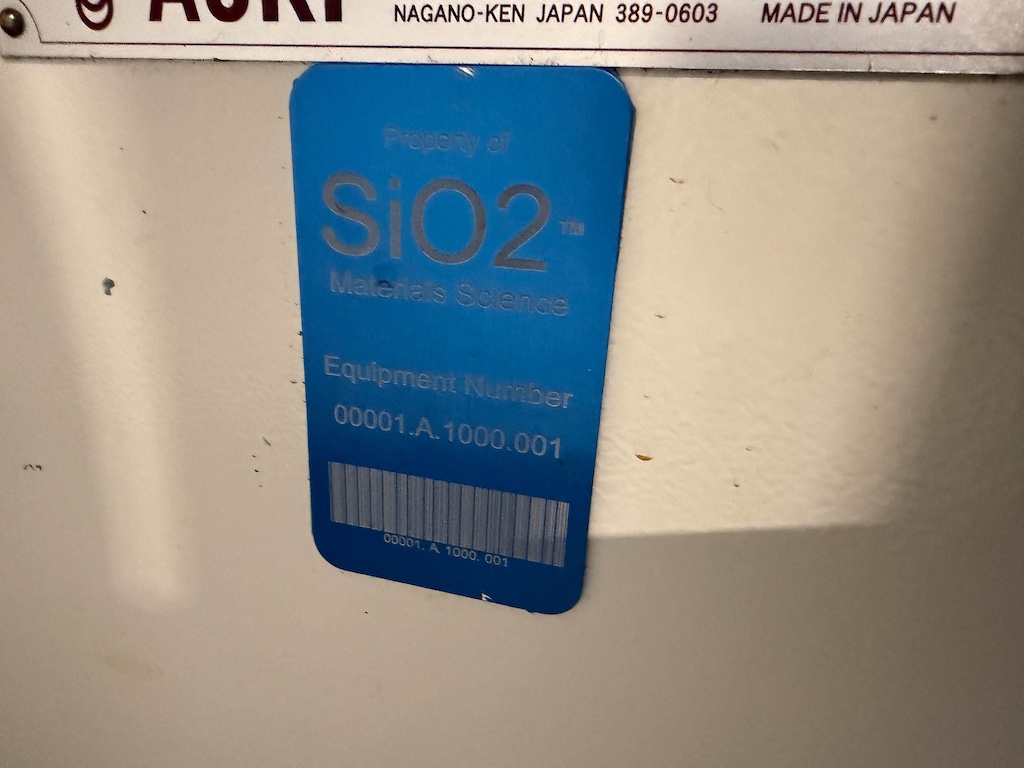 NAGANO-KEN JAPAN 389-0603 MADE IN JAPAN
Property of
SiO2™
Materials Science
Equipment Number
00001.A.1000.001
00001. A. 1000. 001